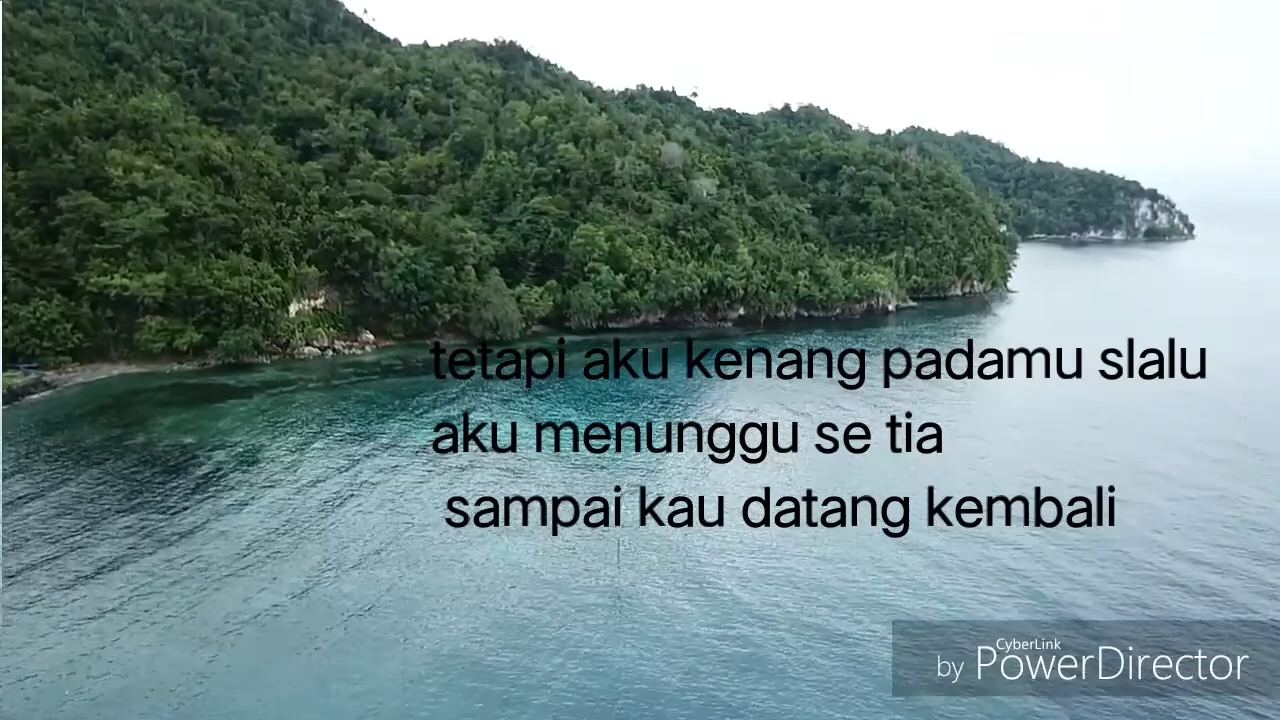 tetapi aku kenang padamu slalu
aku menunggu se tia
sampai kau datang kembali
CyberLink
by PowerDirector